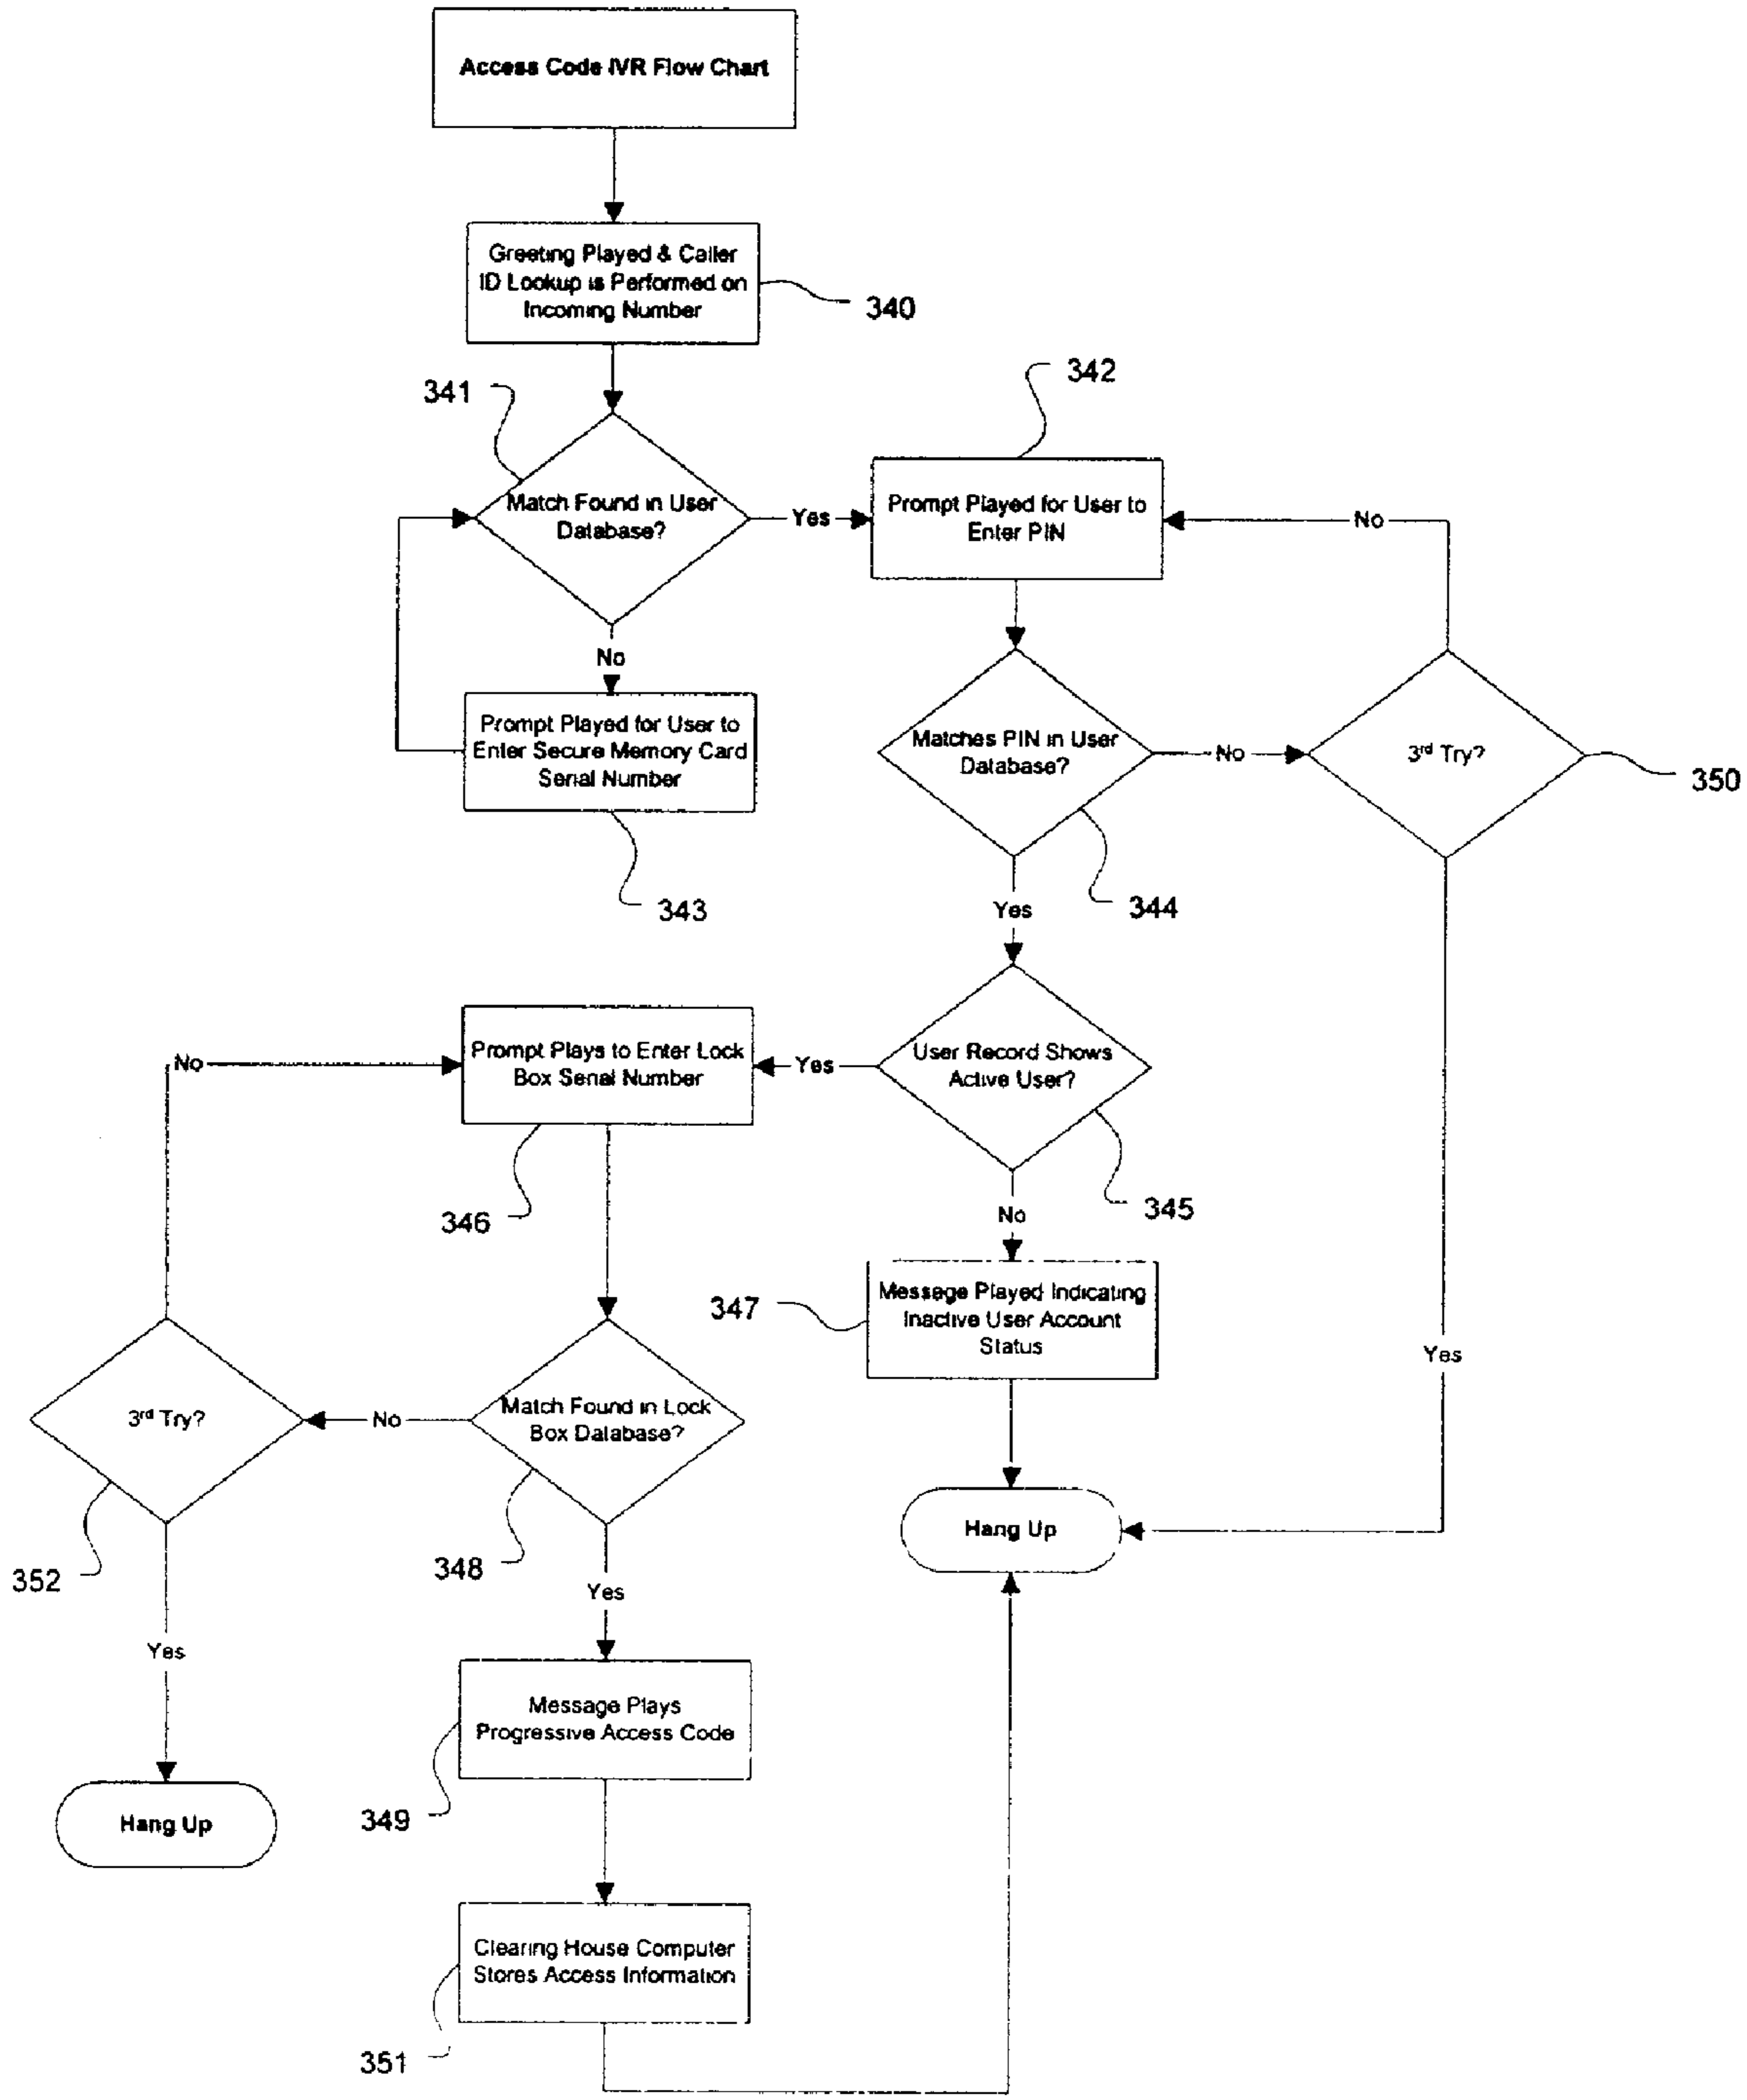 Access Code IVR Flow Chart
Greeting Played & Caller
ID Lookup is Performed on
Incoming Number
340
341
342
Match Found in User
Database?
Yes
Prompt Played for User to
Enter PIN
No
No
Prompt Played for User to
Enter Secure Memory Card
Serial Number
343
Matches PIN in User
Database?
No
3rd Try?
350
344
Yes
No
Prompt Plays to Enter Lock
Box Serial Number
Yes
User Record Shows
Active User?
346
345
No
347
Message Played Indicating
Inactive User Account
Status
Yes
3rd Try?
No
Match Found in Lock
Box Database?
352
348
Hang Up
Yes
Yes
Message Plays
Progressive Access Code
349
Hang Up
Clearing House Computer
Stores Access Information
351